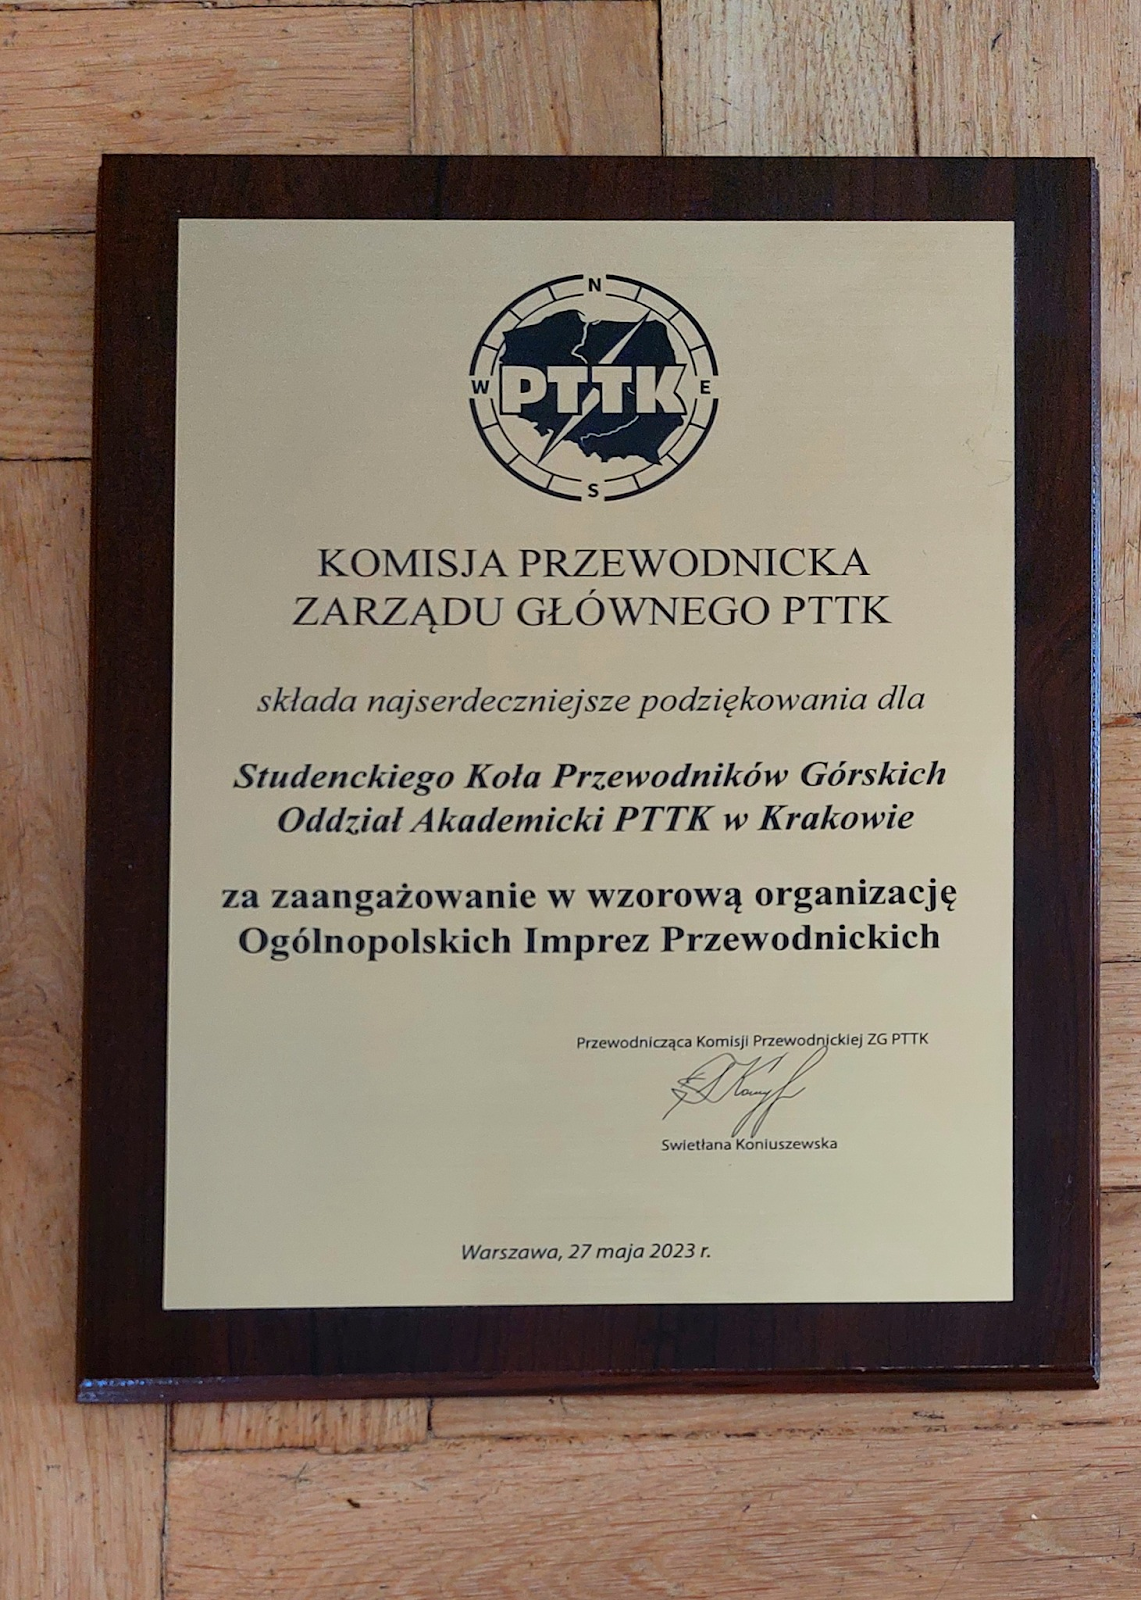 N
W PTTK E
S
KOMISJA PRZEWODNICKA
ZARZĄDU GŁÓWNEGO PTTK
składa najserdeczniejsze podziękowania dla
Studenckiego Koła Przewodników Górskich
Oddział Akademicki PTTK w Krakowie
za zaangażowanie w wzorową organizację
Ogólnopolskich Imprez Przewodnickich
Przewodnicząca Komisji Przewodnickiej ZG PTTK
Swietłana Koniuszewska
Warszawa, 27 maja 2023 r.